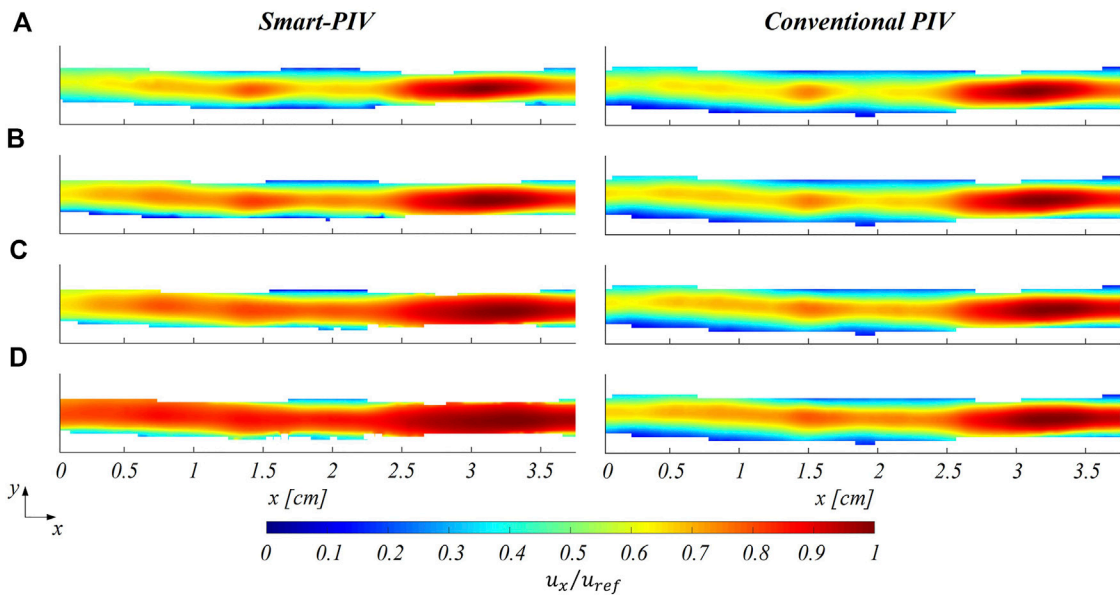 A Smart-PIV Conventional PIV
B
C
D
0 0.5 1 1.5 2 2.5 3 3.5 0 0.5 1 1.5 2 2.5 3 3.5
y x [cm] x [cm]
x
0 0.1 0.2 0.3 0.4 0.5 0.6 0.7 0.8 0.9 1
u_x/u_ref